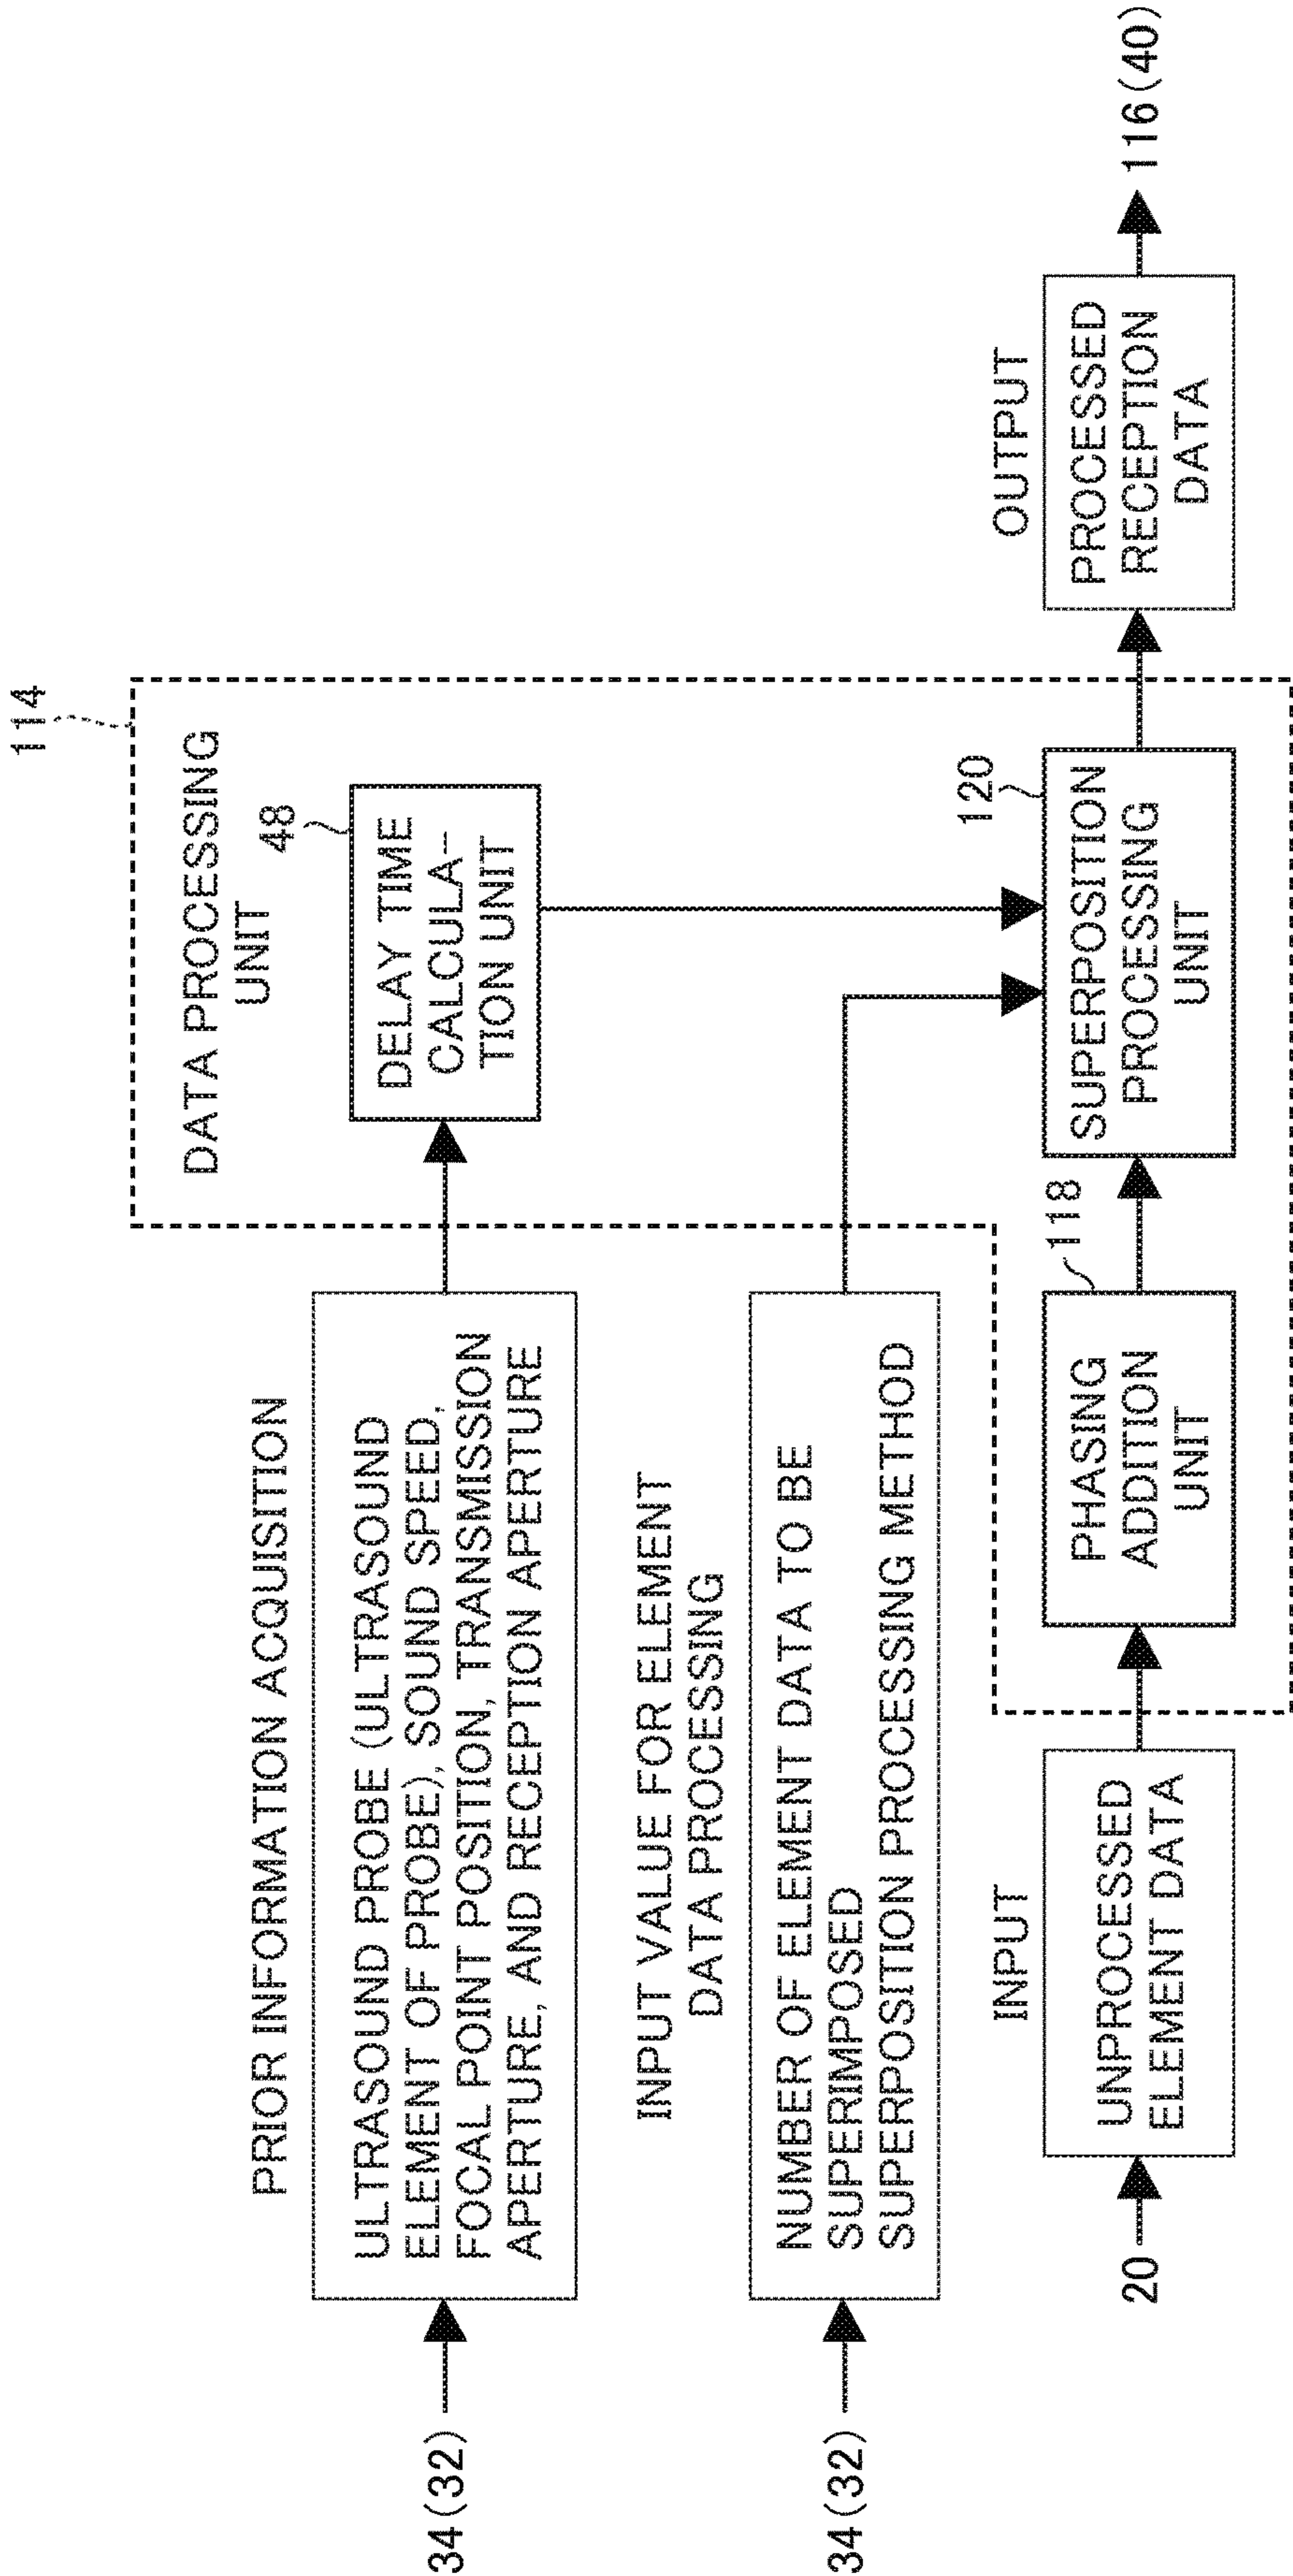 114
DATA PROCESSING
UNIT
PRIOR INFORMATION ACQUISITION
34(32)
ULTRASOUND PROBE (ULTRASOUND
ELEMENT OF PROBE), SOUND SPEED,
FOCAL POINT POSITION, TRANSMISSION
APERTURE, AND RECEPTION APERTURE
48
DELAY TIME
CALCULA-
TION UNIT
INPUT VALUE FOR ELEMENT
DATA PROCESSING
34(32)
NUMBER OF ELEMENT DATA TO BE
SUPERIMPOSED
SUPERPOSITION PROCESSING METHOD
INPUT
20
UNPROCESSED
ELEMENT DATA
118
PHASING
ADDITION
UNIT
120
SUPERPOSITION
PROCESSING
UNIT
OUTPUT
PROCESSED
RECEPTION
DATA
116(40)